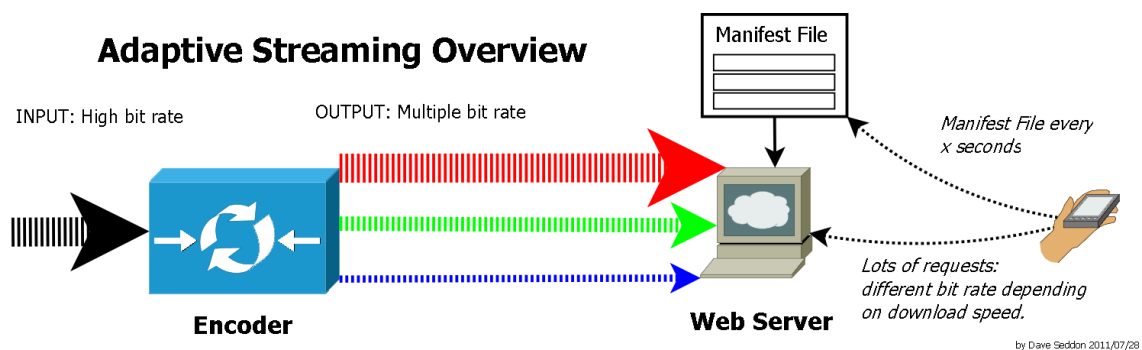 Adaptive Streaming Overview
Manifest File
INPUT: High bit rate
OUTPUT: Multiple bit rate
Manifest File every
x seconds
Lots of requests:
different bit rate depending
on download speed.
Encoder
Web Server
by Dave Seddon 2011/07/28